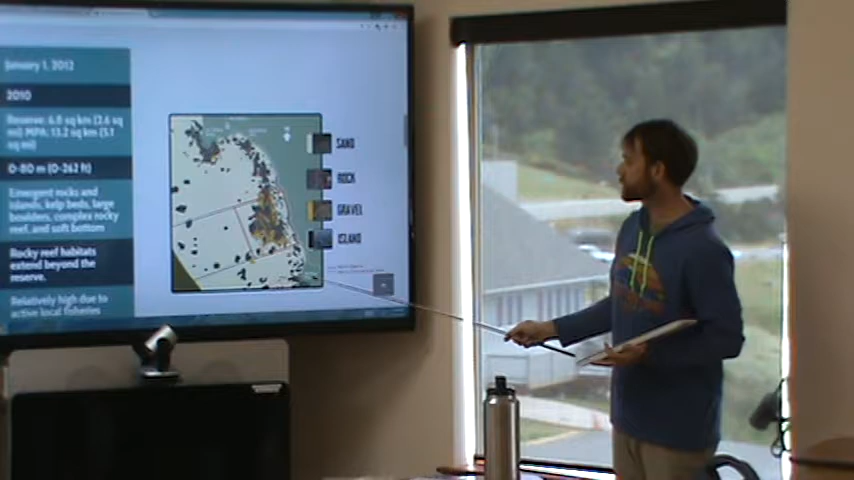 January 1, 2012
2010
Reserve: 6.8 sq km (2.6 sq
mi) MPA: 13.2 sq km (5.1
sq mi)
0-80 m (0-262 ft)
Emergent rocks and
islands, kelp beds, large
boulders, complex rocky
reef, and soft bottom
Rocky reef habitats
extend beyond the
reserve.
Relatively high due to
active local fisheries
SAND
ROCK
GRAVEL
ISLAND